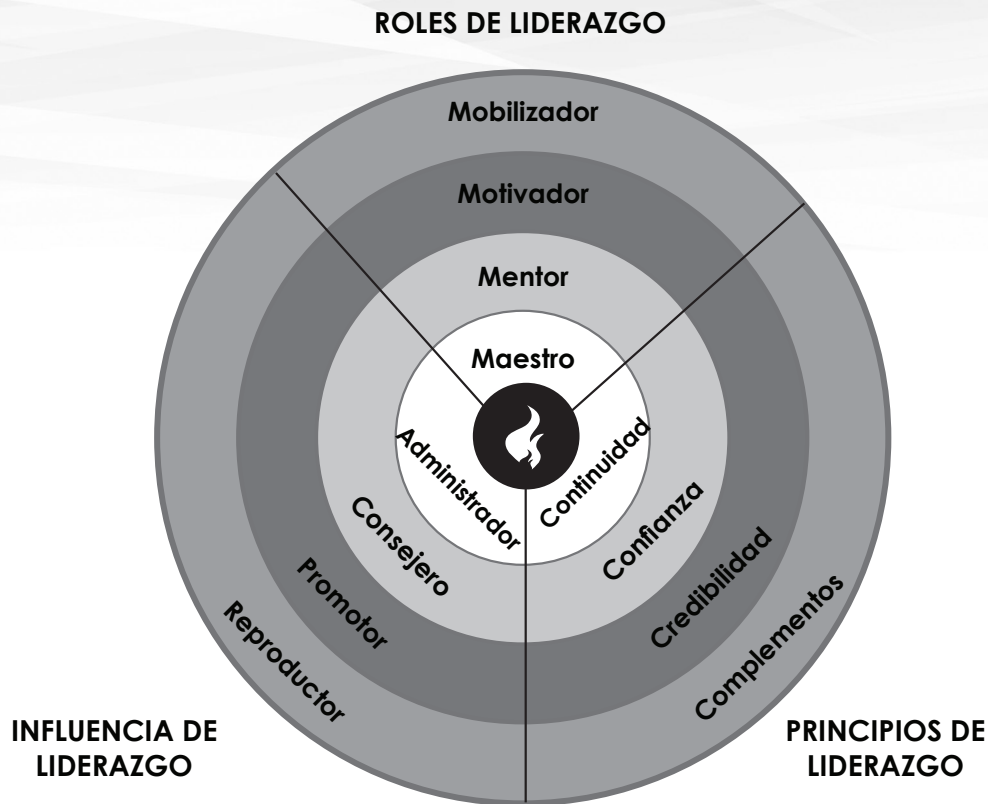 ROLES DE LIDERAZGO
Mobilizador
Motivador
Mentor
Maestro
Administrador
Consejero
Promotor
Reproductor
Continuidad
Confianza
Credibilidad
Complementos
INFLUENCIA DE
LIDERAZGO
PRINCIPIOS DE
LIDERAZGO